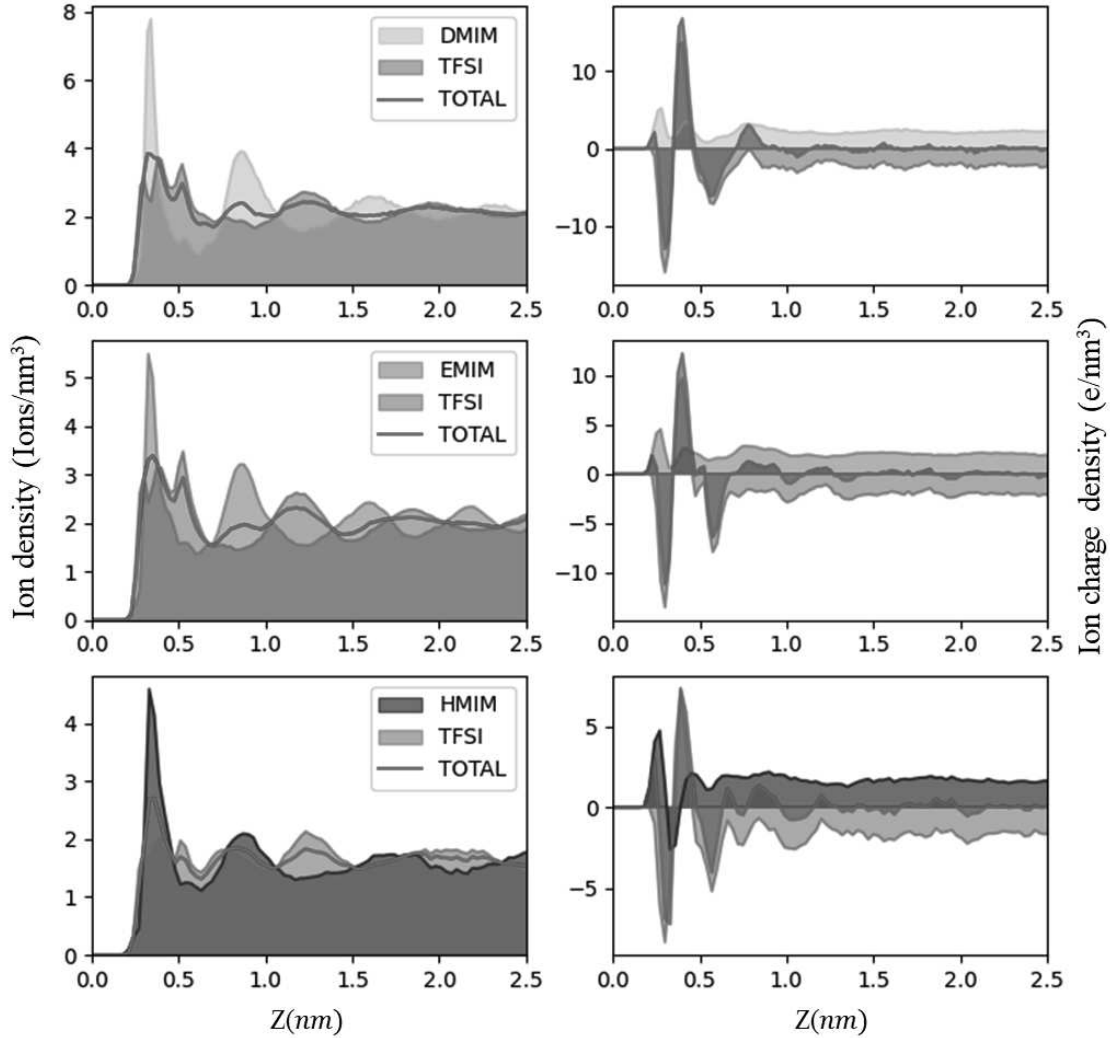 8
6
4
2
0
0.0 0.5 1.0 1.5 2.0 2.5
DMIM
TFSI
TOTAL
10
0
−10
0.0 0.5 1.0 1.5 2.0 2.5
5
4
3
2
1
0
0.0 0.5 1.0 1.5 2.0 2.5
EMIM
TFSI
TOTAL
10
5
0
−5
−10
0.0 0.5 1.0 1.5 2.0 2.5
4
3
2
1
0
0.0 0.5 1.0 1.5 2.0 2.5
HMIM
TFSI
TOTAL
5
0
−5
0.0 0.5 1.0 1.5 2.0 2.5
Ion density (Ions/nm³)
Ion charge density (e/nm³)
Z(nm)
Z(nm)